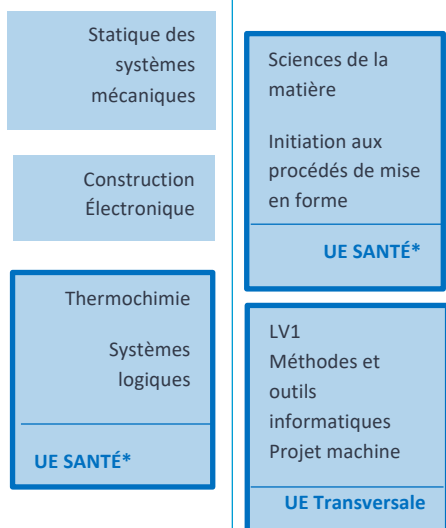 Statique des
systèmes
mécaniques
Construction
Électronique
Thermochimie
Systèmes
logiques
UE SANTÉ*
Sciences de la
matière
Initiation aux
procédés de mise
en forme
UE SANTÉ*
LV1
Méthodes et
outils
informatiques
Projet machine
UE Transversale